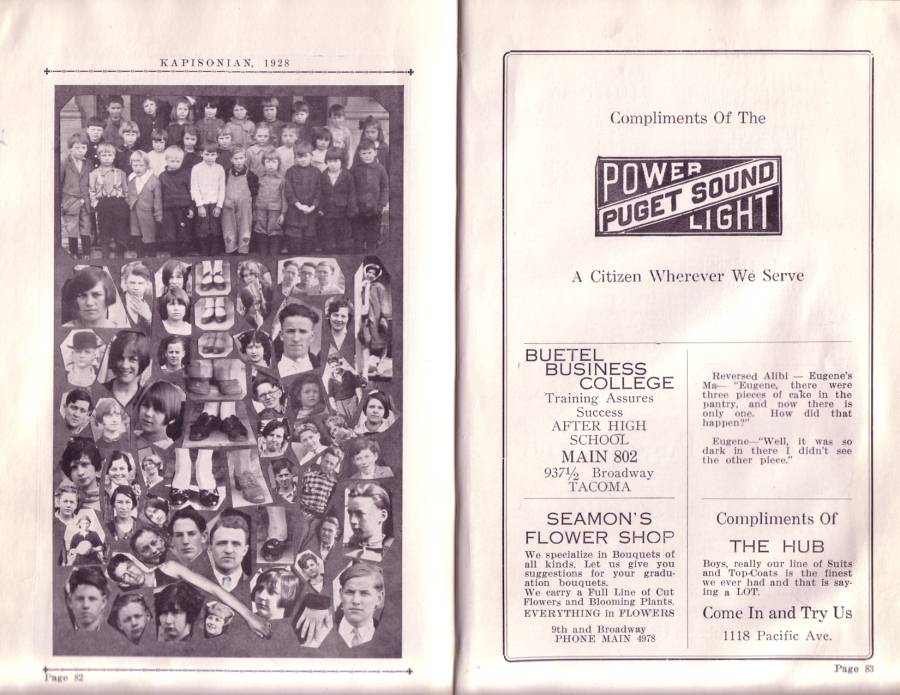 KAPISONIAN, 1928
Page 82
Compliments Of The
POWER
PUGET SOUND
LIGHT
A Citizen Wherever We Serve
BUETEL
BUSINESS
COLLEGE
Training Assures
Success
AFTER HIGH
SCHOOL
MAIN 802
937½ Broadway
TACOMA
Reversed Alibi — Eugene's
Ma— "Eugene, there were
three pieces of cake in the
pantry, and now there is
only one. How did that
happen?"
Eugene—"Well, it was so
dark in there I didn't see
the other piece."
SEAMON'S
FLOWER SHOP
We specialize in Bouquets of
all kinds. Let us give you
suggestions for your gradu-
ation bouquets.
We carry a Full Line of Cut
Flowers and Blooming Plants.
EVERYTHING in FLOWERS
9th and Broadway
PHONE MAIN 4978
Compliments Of
THE HUB
Boys, really our line of Suits
and Top-Coats is the finest
we ever had and that is say-
ing a LOT.
Come In and Try Us
1118 Pacific Ave.
Page 83